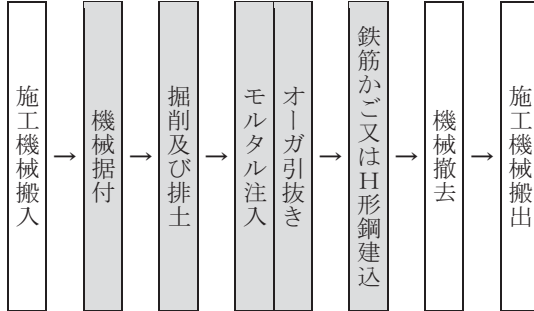 施工機械搬入
→
機械据付
→
掘削及び排土
→
モルタル注入
オーガ引抜き
→
鉄筋かご又はH形鋼建込
→
機械撤去
→
施工機械搬出